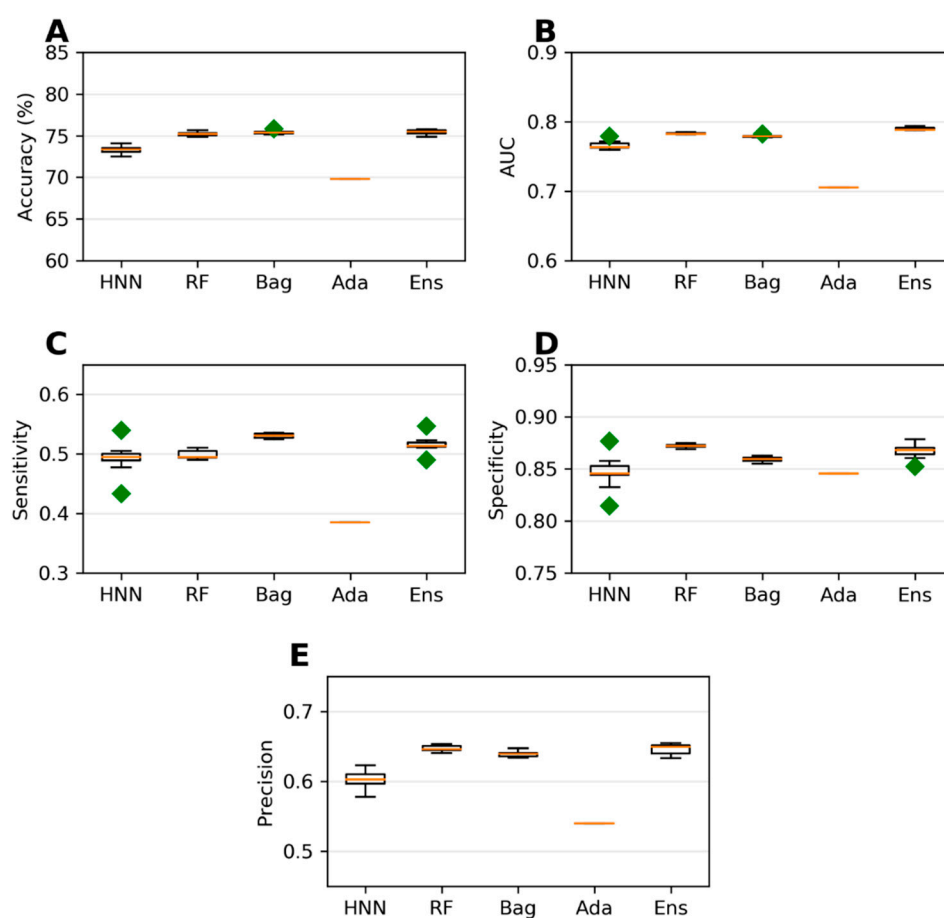 A
Accuracy (%)
85
80
75
70
65
60
HNN RF Bag Ada Ens
B
AUC
0.9
0.8
0.7
0.6
HNN RF Bag Ada Ens
C
Sensitivity
0.6
0.5
0.4
0.3
HNN RF Bag Ada Ens
D
Specificity
0.95
0.90
0.85
0.80
0.75
HNN RF Bag Ada Ens
E
Precision
0.7
0.6
0.5
HNN RF Bag Ada Ens